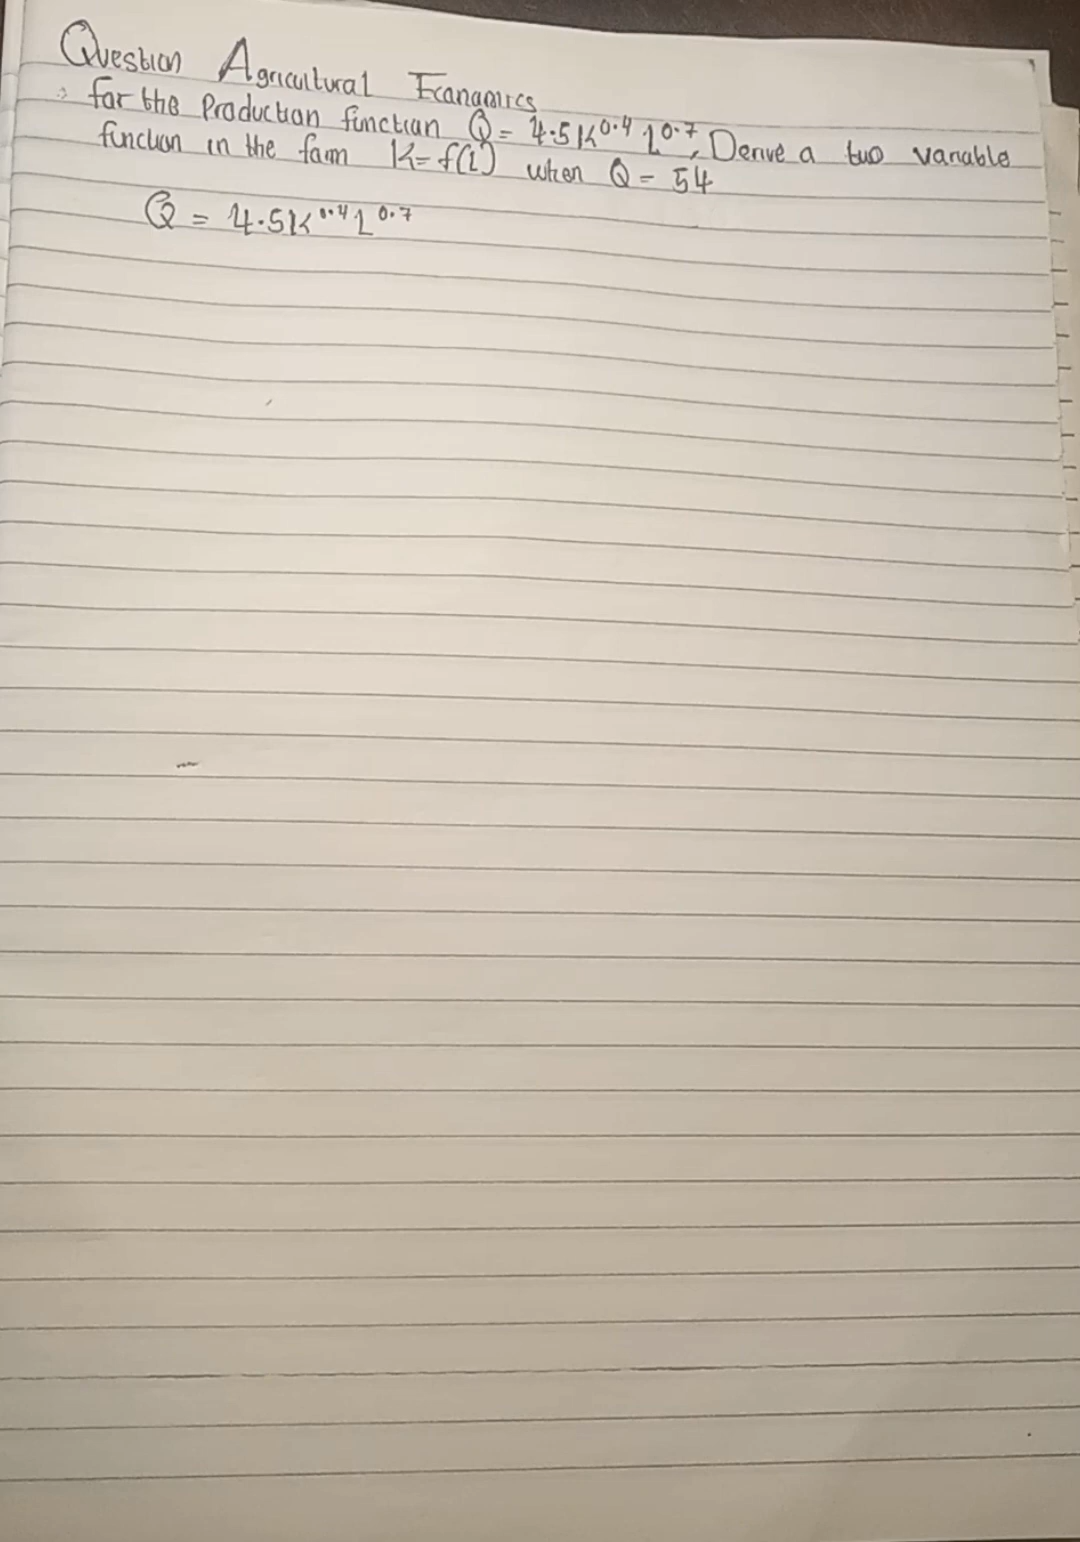 Question Agricultural Economics
for the Production function Q = 4.5K^0.4 L^0.7, Derive a two variable
function in the form K = f(L) when Q = 54
Q = 4.5K^0.4 L^0.7